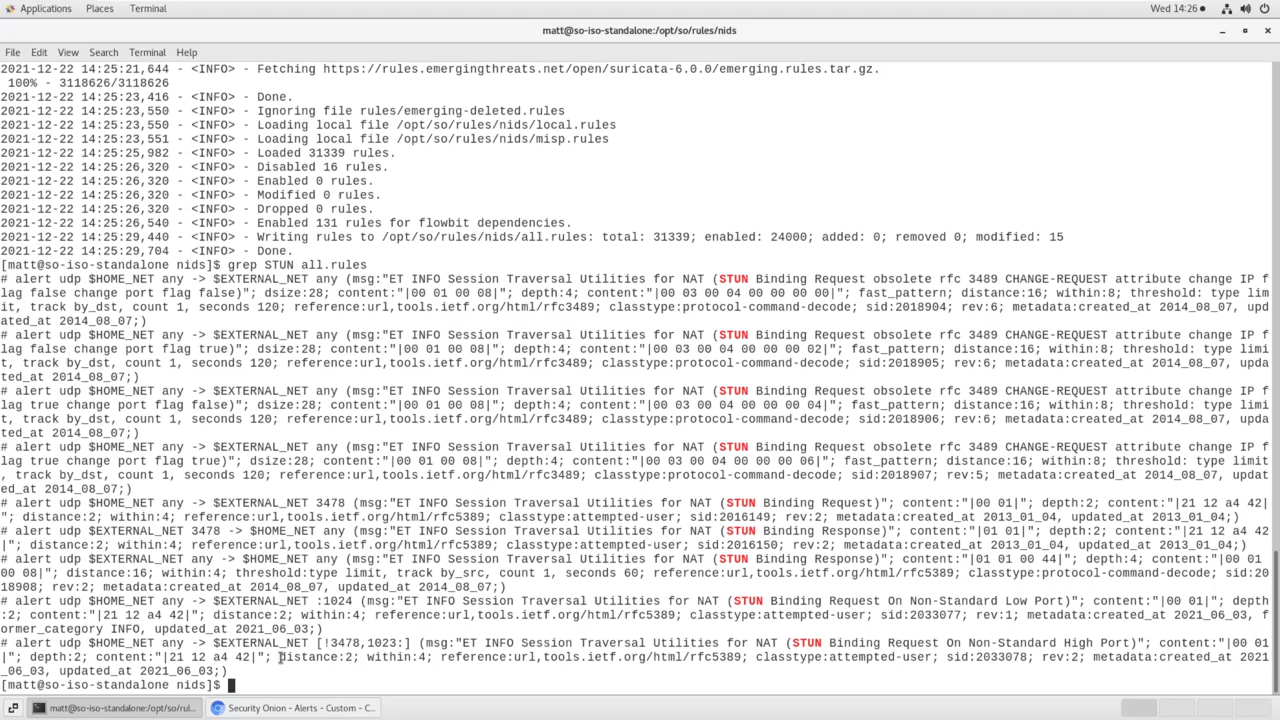 Applications Places Terminal Wed 14:26
matt@so-iso-standalone:/opt/so/rules/nids
File Edit View Search Terminal Help
2021-12-22 14:25:21,644 - <INFO> - Fetching https://rules.emergingthreats.net/open/suricata-6.0.0/emerging.rules.tar.gz.
100% - 3118626/3118626
2021-12-22 14:25:23,416 - <INFO> - Done.
2021-12-22 14:25:23,550 - <INFO> - Ignoring file rules/emerging-deleted.rules
2021-12-22 14:25:23,550 - <INFO> - Loading local file /opt/so/rules/nids/local.rules
2021-12-22 14:25:23,551 - <INFO> - Loading local file /opt/so/rules/nids/misp.rules
2021-12-22 14:25:25,982 - <INFO> - Loaded 31339 rules.
2021-12-22 14:25:26,320 - <INFO> - Disabled 16 rules.
2021-12-22 14:25:26,320 - <INFO> - Enabled 0 rules.
2021-12-22 14:25:26,320 - <INFO> - Modified 0 rules.
2021-12-22 14:25:26,320 - <INFO> - Dropped 0 rules.
2021-12-22 14:25:26,540 - <INFO> - Enabled 131 rules for flowbit dependencies.
2021-12-22 14:25:29,440 - <INFO> - Writing rules to /opt/so/rules/nids/all.rules: total: 31339; enabled: 24000; added: 0; removed 0; modified: 15
2021-12-22 14:25:29,704 - <INFO> - Done.
[matt@so-iso-standalone nids]$ grep STUN all.rules
# alert udp $HOME_NET any -> $EXTERNAL_NET any (msg:"ET INFO Session Traversal Utilities for NAT (STUN Binding Request obsolete rfc 3489 CHANGE-REQUEST attribute change IP f
lag false change port flag false)"; dsize:28; content:"|00 01 00 08|"; depth:4; content:"|00 03 00 04 00 00 00 00|"; fast_pattern; distance:16; within:8; threshold: type lim
it, track by_dst, count 1, seconds 120; reference:url,tools.ietf.org/html/rfc3489; classtype:protocol-command-decode; sid:2018904; rev:6; metadata:created_at 2014_08_07, upd
ated_at 2014_08_07;)
# alert udp $HOME_NET any -> $EXTERNAL_NET any (msg:"ET INFO Session Traversal Utilities for NAT (STUN Binding Request obsolete rfc 3489 CHANGE-REQUEST attribute change IP f
lag false change port flag true)"; dsize:28; content:"|00 01 00 08|"; depth:4; content:"|00 03 00 04 00 00 00 02|"; fast_pattern; distance:16; within:8; threshold: type limi
t, track by_dst, count 1, seconds 120; reference:url,tools.ietf.org/html/rfc3489; classtype:protocol-command-decode; sid:2018905; rev:6; metadata:created_at 2014_08_07, upda
ted_at 2014_08_07;)
# alert udp $HOME_NET any -> $EXTERNAL_NET any (msg:"ET INFO Session Traversal Utilities for NAT (STUN Binding Request obsolete rfc 3489 CHANGE-REQUEST attribute change IP f
lag true change port flag false)"; dsize:28; content:"|00 01 00 08|"; depth:4; content:"|00 03 00 04 00 00 00 04|"; fast_pattern; distance:16; within:8; threshold: type limi
t, track by_dst, count 1, seconds 120; reference:url,tools.ietf.org/html/rfc3489; classtype:protocol-command-decode; sid:2018906; rev:6; metadata:created_at 2014_08_07, upda
ted_at 2014_08_07;)
# alert udp $HOME_NET any -> $EXTERNAL_NET any (msg:"ET INFO Session Traversal Utilities for NAT (STUN Binding Request obsolete rfc 3489 CHANGE-REQUEST attribute change IP f
lag true change port flag true)"; dsize:28; content:"|00 01 00 08|"; depth:4; content:"|00 03 00 04 00 00 00 06|"; fast_pattern; distance:16; within:8; threshold: type limit
, track by_dst, count 1, seconds 120; reference:url,tools.ietf.org/html/rfc3489; classtype:protocol-command-decode; sid:2018907; rev:5; metadata:created_at 2014_08_07, updat
ed_at 2014_08_07;)
# alert udp $HOME_NET any -> $EXTERNAL_NET 3478 (msg:"ET INFO Session Traversal Utilities for NAT (STUN Binding Request)"; content:"|00 01|"; depth:2; content:"|21 12 a4 42|
"; distance:2; within:4; reference:url,tools.ietf.org/html/rfc5389; classtype:attempted-user; sid:2016149; rev:2; metadata:created_at 2013_01_04, updated_at 2013_01_04;)
# alert udp $EXTERNAL_NET 3478 -> $HOME_NET any (msg:"ET INFO Session Traversal Utilities for NAT (STUN Binding Response)"; content:"|01 01|"; depth:2; content:"|21 12 a4 42
|"; distance:2; within:4; reference:url,tools.ietf.org/html/rfc5389; classtype:attempted-user; sid:2016150; rev:2; metadata:created_at 2013_01_04, updated_at 2013_01_04;)
# alert udp $EXTERNAL_NET any -> $HOME_NET any (msg:"ET INFO Session Traversal Utilities for NAT (STUN Binding Response)"; content:"|01 01 00 44|"; depth:4; content:"|00 01
00 08|"; distance:16; within:4; threshold:type limit, track by_src, count 1, seconds 60; reference:url,tools.ietf.org/html/rfc5389; classtype:protocol-command-decode; sid:20
18908; rev:2; metadata:created_at 2014_08_07, updated_at 2014_08_07;)
# alert udp $HOME_NET any -> $EXTERNAL_NET :1024 (msg:"ET INFO Session Traversal Utilities for NAT (STUN Binding Request On Non-Standard Low Port)"; content:"|00 01|"; depth
:2; content:"|21 12 a4 42|"; distance:2; within:4; reference:url,tools.ietf.org/html/rfc5389; classtype:attempted-user; sid:2033077; rev:1; metadata:created_at 2021_06_03, f
ormer_category INFO, updated_at 2021_06_03;)
# alert udp $HOME_NET any -> $EXTERNAL_NET [!3478,1023:] (msg:"ET INFO Session Traversal Utilities for NAT (STUN Binding Request On Non-Standard High Port)"; content:"|00 01
|"; depth:2; content:"|21 12 a4 42|"; distance:2; within:4; reference:url,tools.ietf.org/html/rfc5389; classtype:attempted-user; sid:2033078; rev:2; metadata:created_at 2021
_06_03, updated_at 2021_06_03;)
[matt@so-iso-standalone nids]$
matt@so-iso-standalone:/opt/so/rul... Security Onion - Alerts - Custom - C...